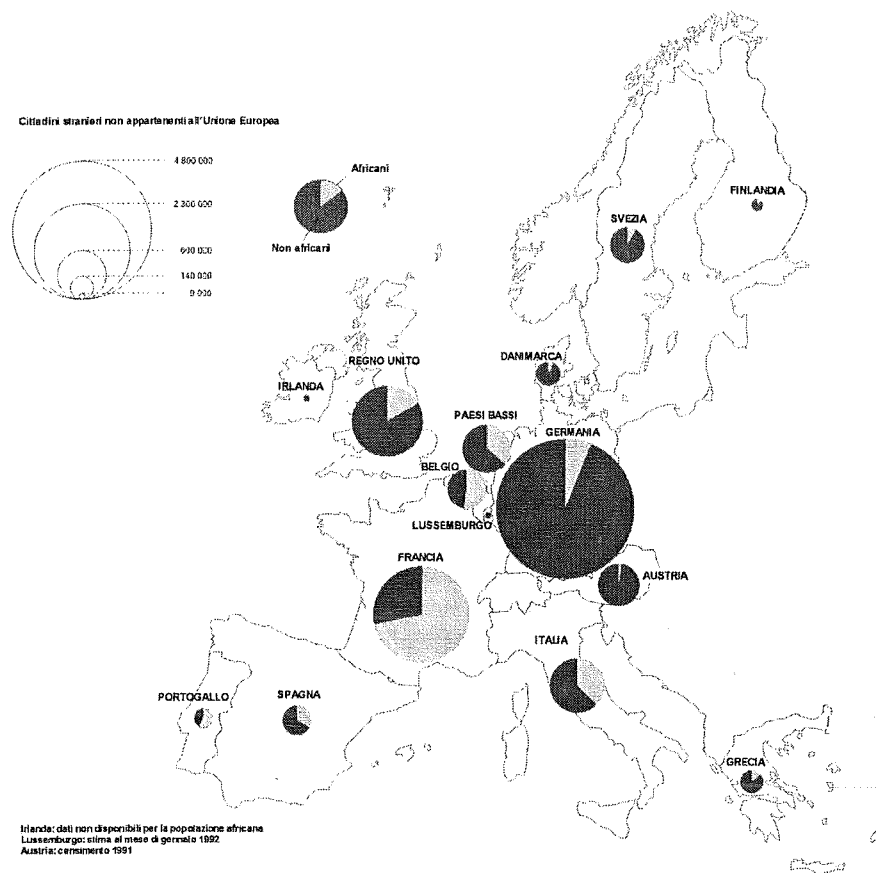 Cittadini stranieri non appartenenti all'Unione Europea
4 800 000
2 300 000
600 000
140 000
9 000
Africani
Non africani
FINLANDIA
SVEZIA
DANIMARCA
REGNO UNITO
IRLANDA
PAESI BASSI
GERMANIA
BELGIO
LUSSEMBURGO
FRANCIA
AUSTRIA
ITALIA
PORTOGALLO
SPAGNA
GRECIA
Irlanda: dati non disponibili per la popolazione africana
Lussemburgo: stima al mese di gennaio 1992
Austria: censimento 1991